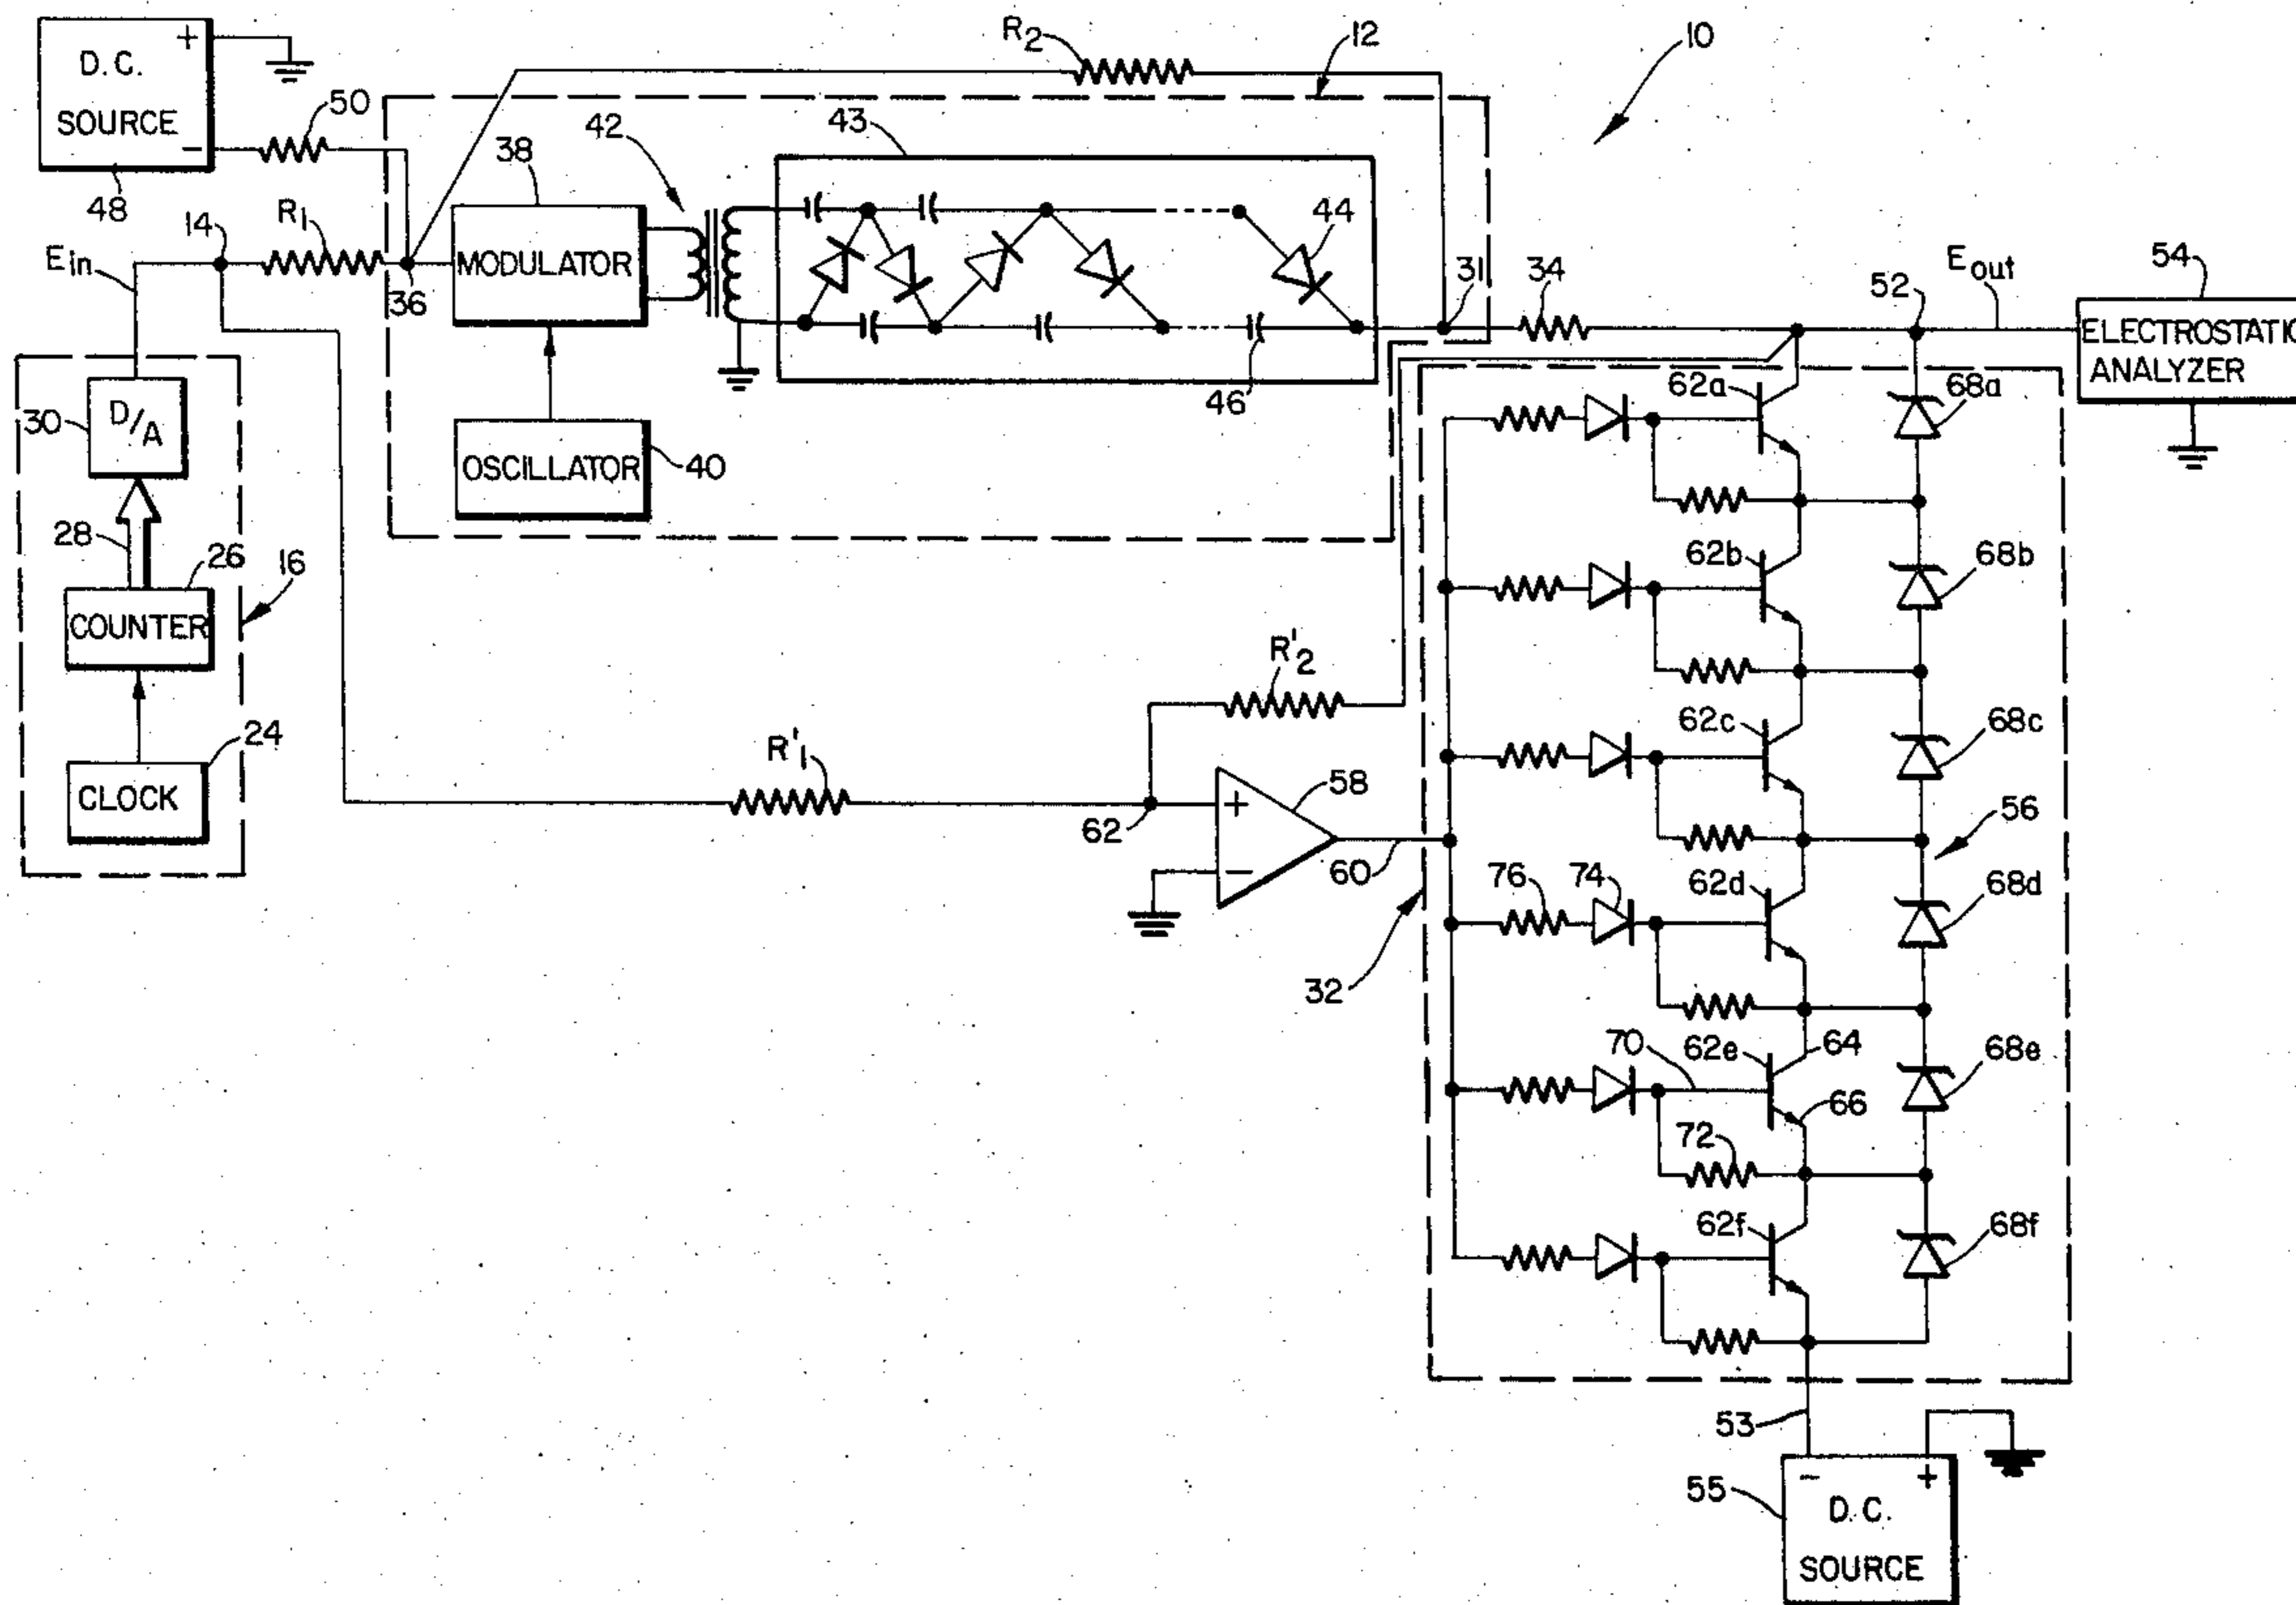 D.C.
SOURCE
+
−
48
50
R2
12
10
42
43
38
MODULATOR
44
14
R1
Ein
36
31
34
52
Eout
54
ELECTROSTATIC
ANALYZER
46
OSCILLATOR
40
30
D/A
28
26
COUNTER
16
24
CLOCK
62a
68a
62b
68b
62c
68c
R'2
R'1
62
+
−
58
60
56
76
74
62d
68d
32
70
62e
64
68e
66
72
62f
68f
53
55
−
+
D.C.
SOURCE